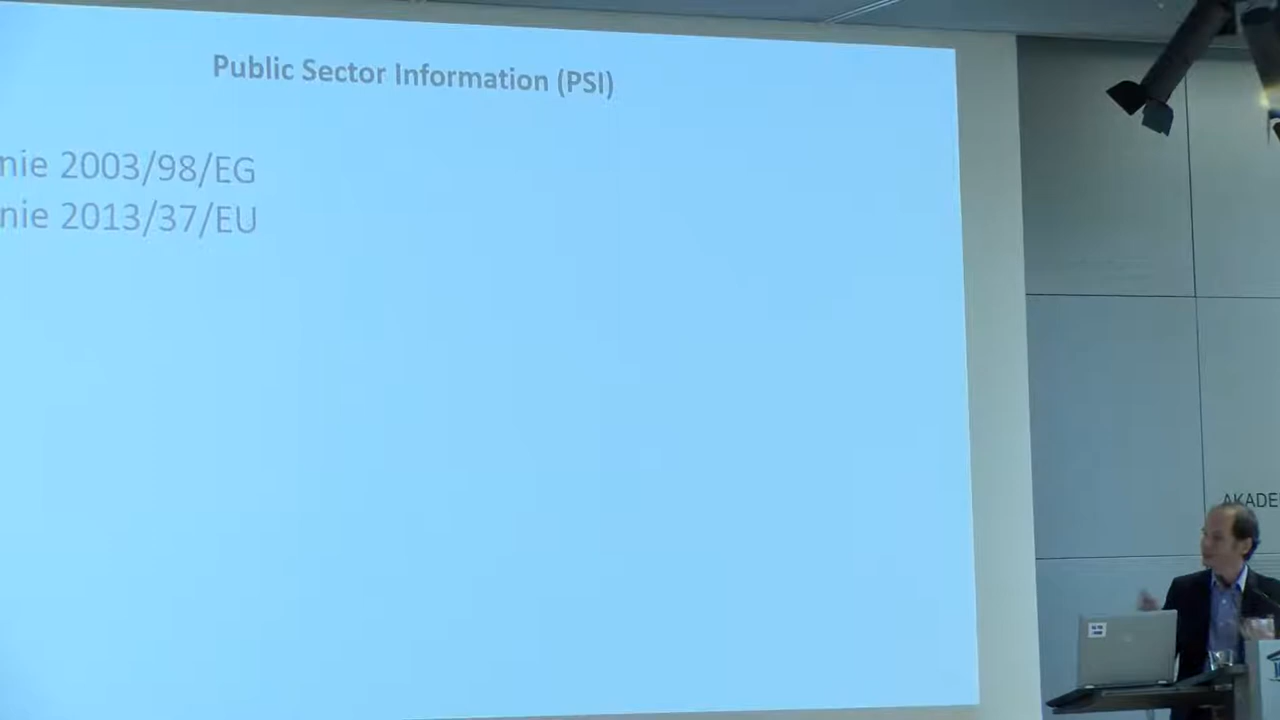 Public Sector Information (PSI)
nie 2003/98/EG
nie 2013/37/EU
AKADE